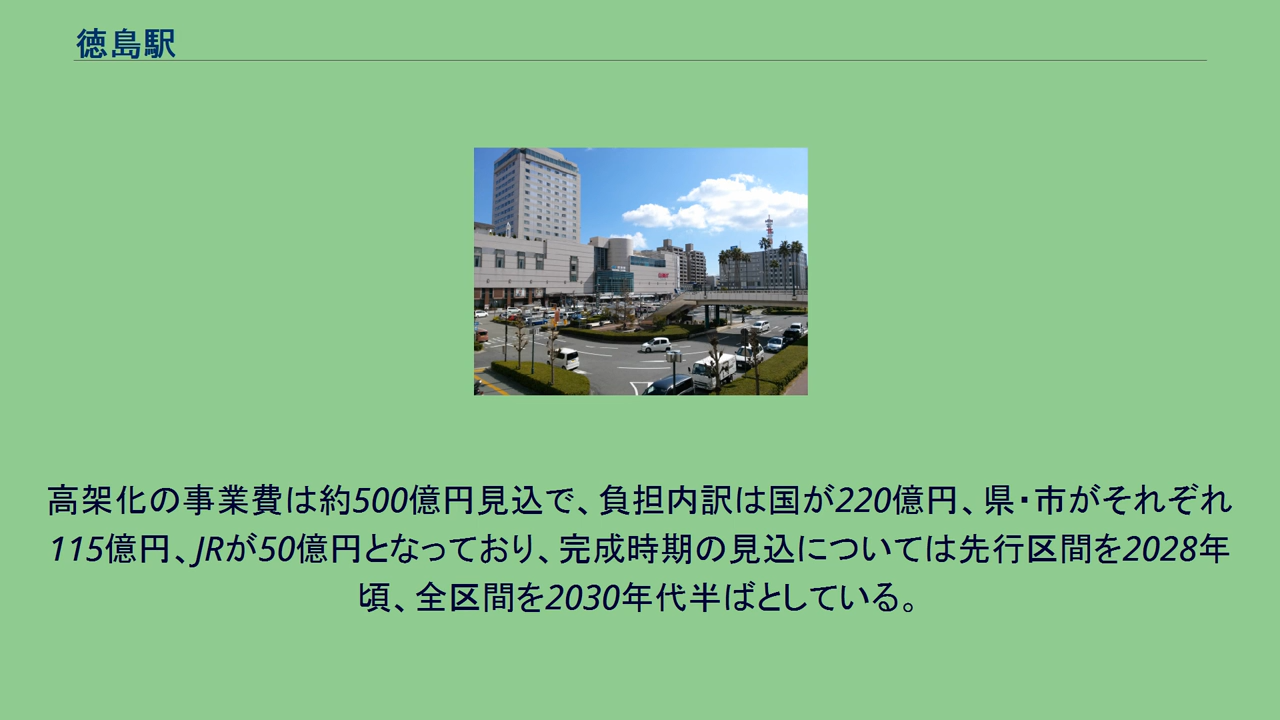 徳島駅
高架化の事業費は約500億円見込で、負担内訳は国が220億円、県・市がそれぞれ
115億円、JRが50億円となっており、完成時期の見込については先行区間を2028年
頃、全区間を2030年代半ばとしている。